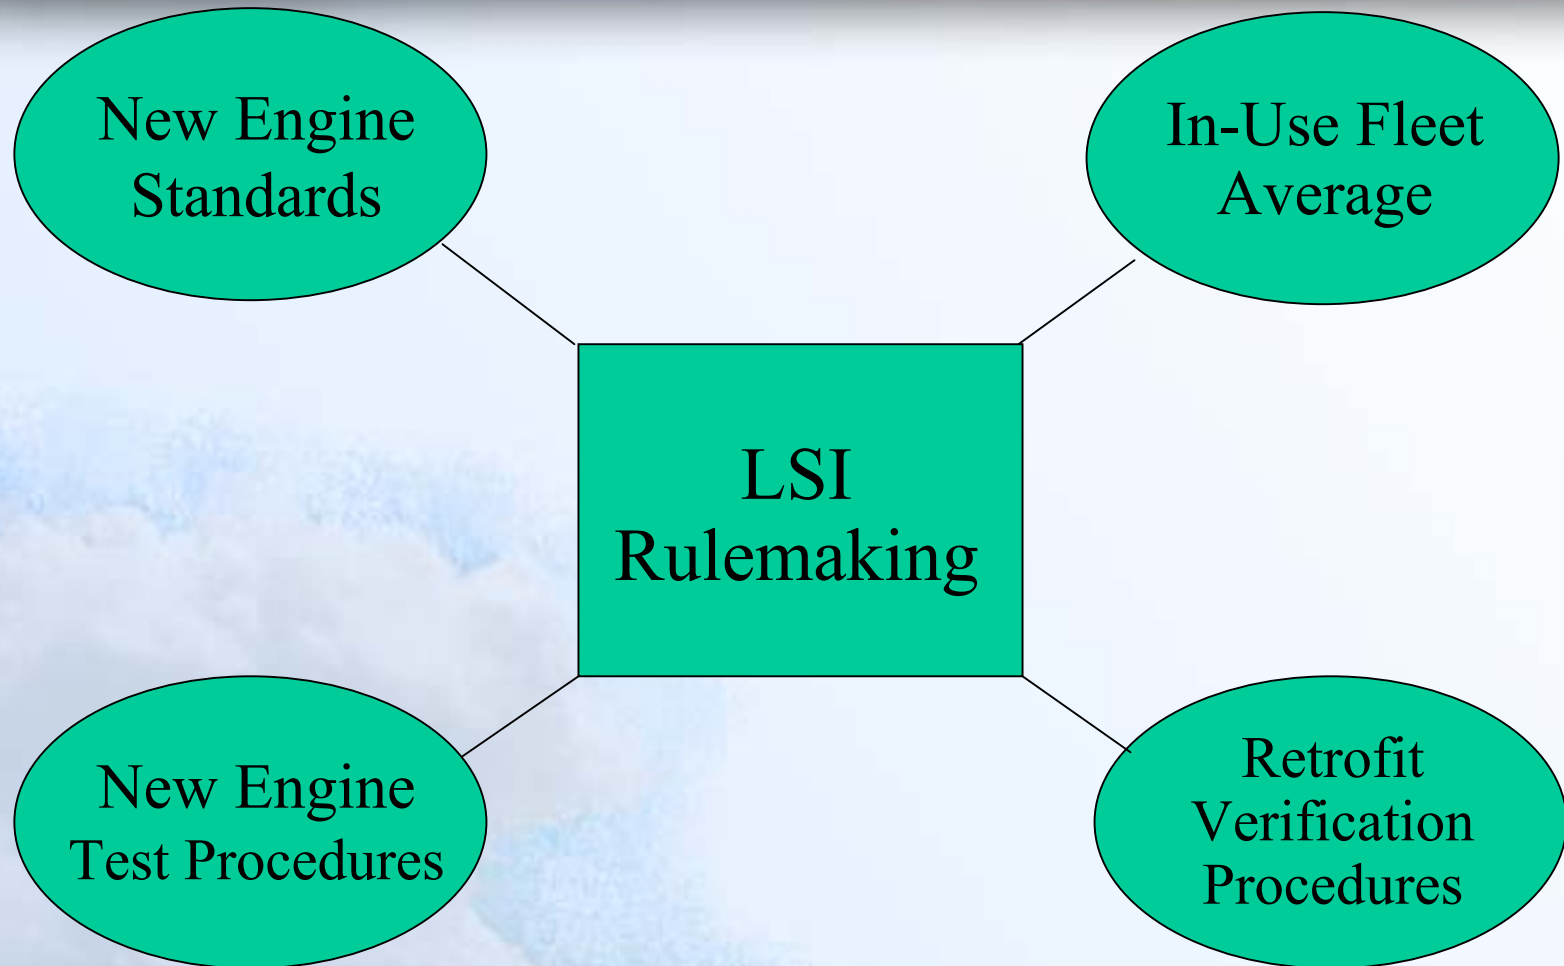 New Engine
Standards
In-Use Fleet
Average
LSI
Rulemaking
New Engine
Test Procedures
Retrofit
Verification
Procedures